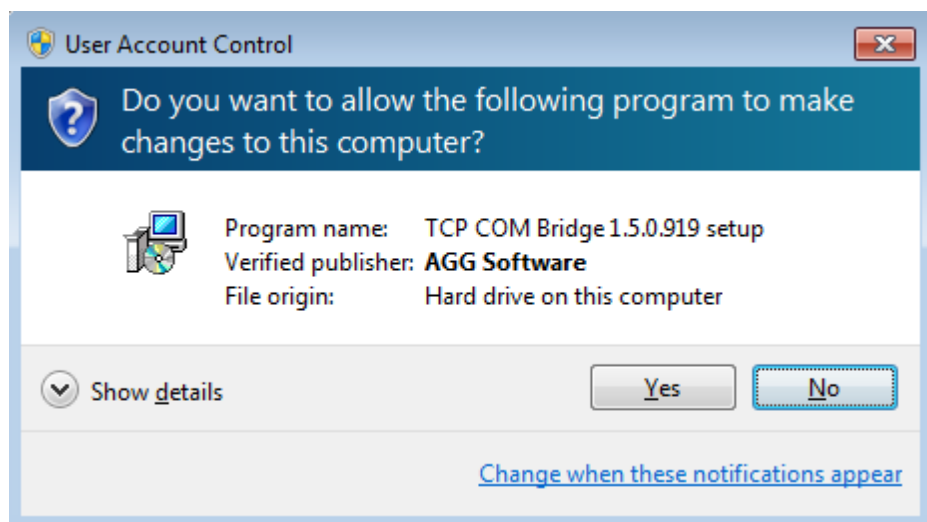 User Account Control
Do you want to allow the following program to make
changes to this computer?
Program name: TCP COM Bridge 1.5.0.919 setup
Verified publisher: AGG Software
File origin: Hard drive on this computer
Show details
Yes
No
Change when these notifications appear